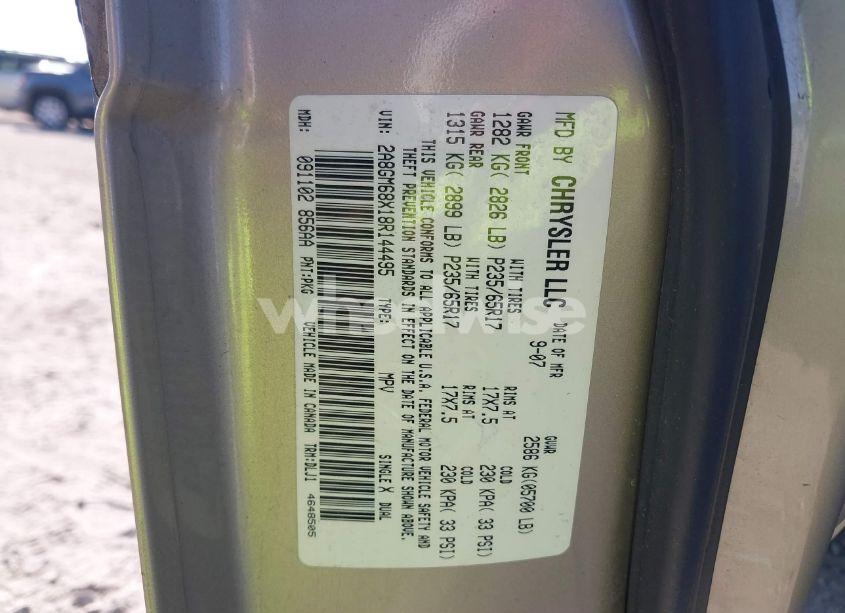 MFD BY CHRYSLER LLC DATE OF MFR 9-07 GVWR 2586 KG(05700 LB)
GAWR FRONT WITH TIRES RIMS AT COLD
1282 KG( 2826 LB) P235/65R17 17X7.5 230 KPA( 33 PSI)
GAWR REAR WITH TIRES RIMS AT COLD
1315 KG( 2899 LB) P235/65R17 17X7.5 230 KPA( 33 PSI)
THIS VEHICLE CONFORMS TO ALL APPLICABLE U.S.A. FEDERAL MOTOR VEHICLE SAFETY AND
THEFT PREVENTION STANDARDS IN EFFECT ON THE DATE OF MANUFACTURE SHOWN ABOVE.
VIN: 2A8GM68X18R144495 TYPE: MPV SINGLE X DUAL
MDH: 091102 856AA PNT:PKG VEHICLE MADE IN CANADA TRM:DLJ1 4648505
whenwise